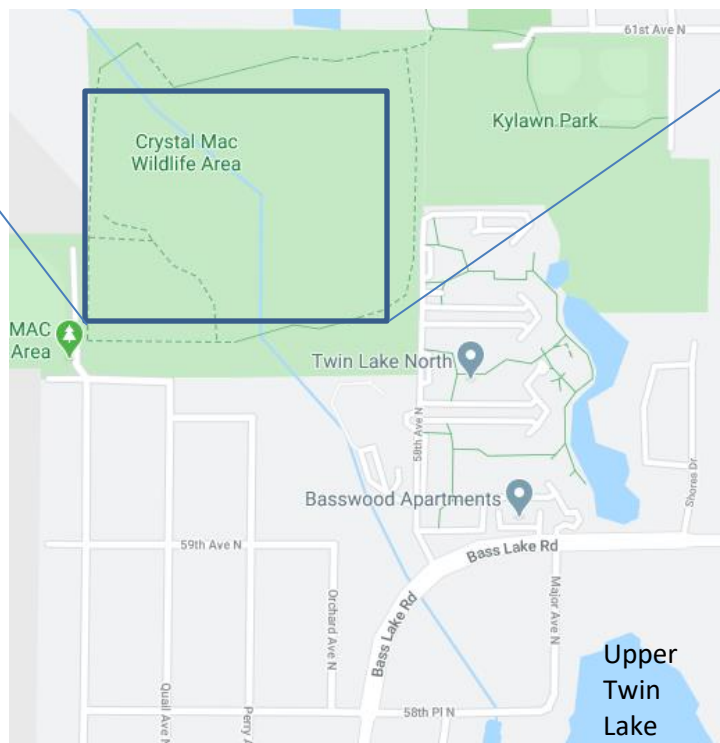 61st Ave N
Kylawn Park
Crystal Mac
Wildlife Area
MAC
Area
Twin Lake North
58th Ave N
Shores Dr
Basswood Apartments
59th Ave N
Bass Lake Rd
Orchard Ave N
Bass Lake Rd
Major Ave N
Upper
Twin
Lake
Quail Ave N
Perry A
58th Pl N